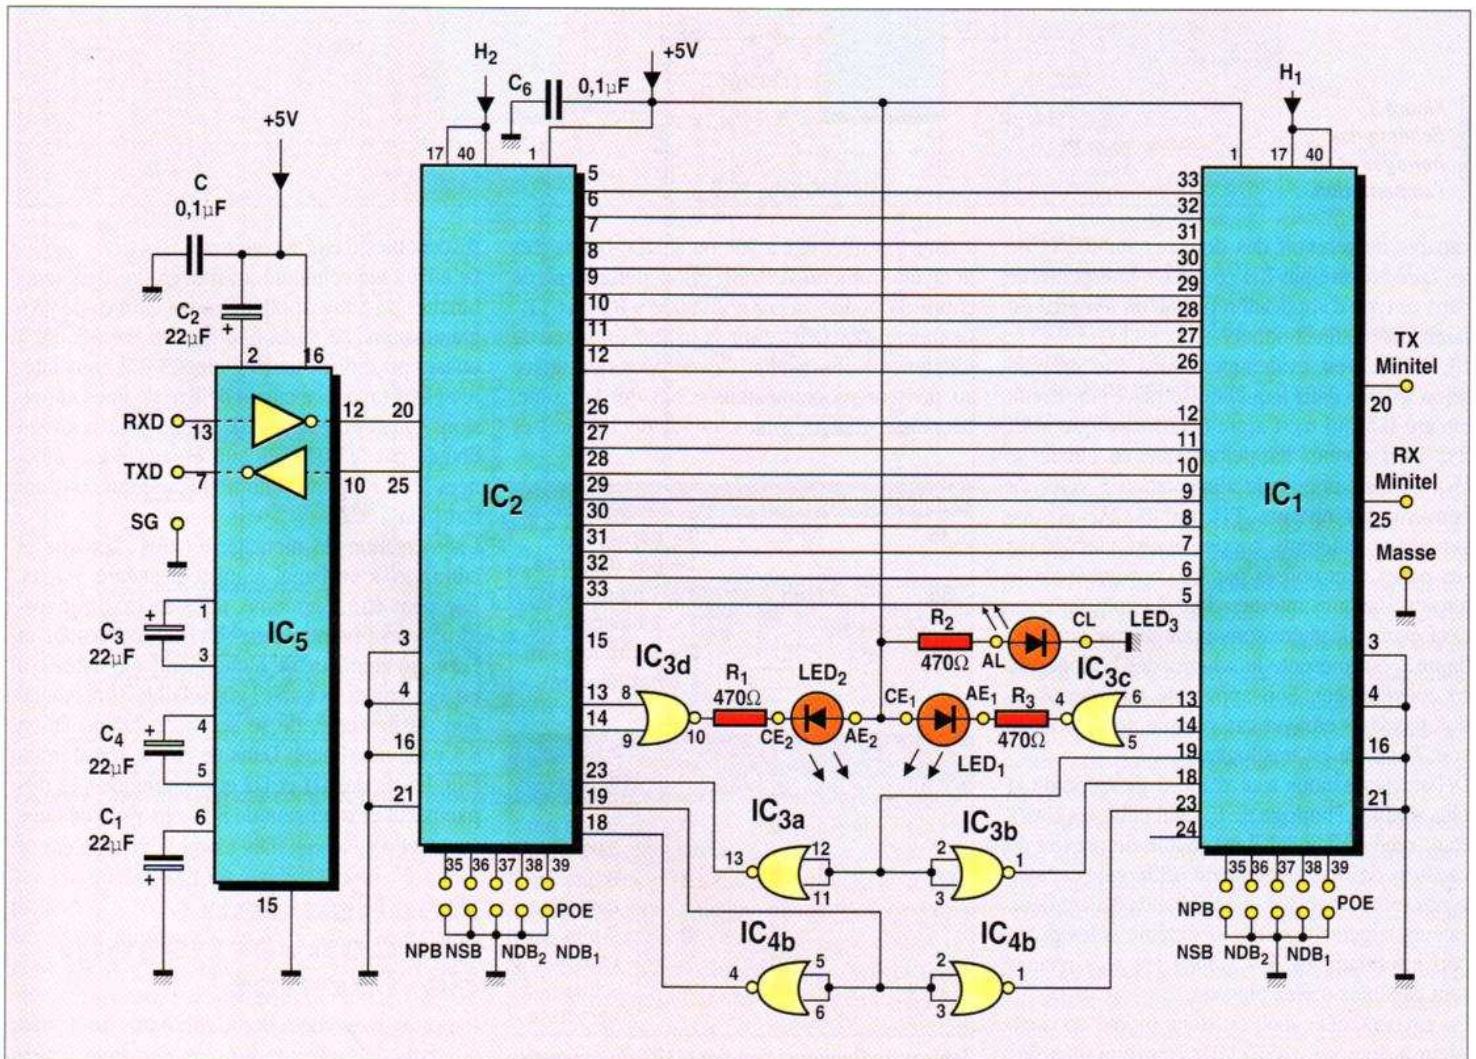 H2
+5V
C6
0,1µF
H1
+5V
17 40 1
1 17 40
C
0,1µF
C2
22µF
+
2 16
5
6
7
8
9
10
11
12
33
32
31
30
29
28
27
26
TX
Minitel
20
RXD
13
12 20
TXD
7
10 25
SG
IC5
IC2
IC1
26
27
28
29
30
31
32
33
12
11
10
9
8
7
6
5
RX
Minitel
25
Masse
+
C3
22µF
1
3
+
C4
22µF
4
5
C1
22µF
6
+
15
3
4
16
21
15
13
14
23
19
18
IC3d
8
9
10
R1
470Ω
CE2
LED2
AE2
R2
470Ω
AL
CL
LED3
CE1
LED1
AE1
R3
470Ω
IC3c
4
6
5
13
14
19
18
23
24
3
4
16
21
IC3a
13
12
11
IC3b
2
3
1
IC4b
4
5
6
IC4b
2
3
1
35 36 37 38 39
POE
NPB NSB NDB2 NDB1
35 36 37 38 39
NPB
POE
NSB NDB2 NDB1